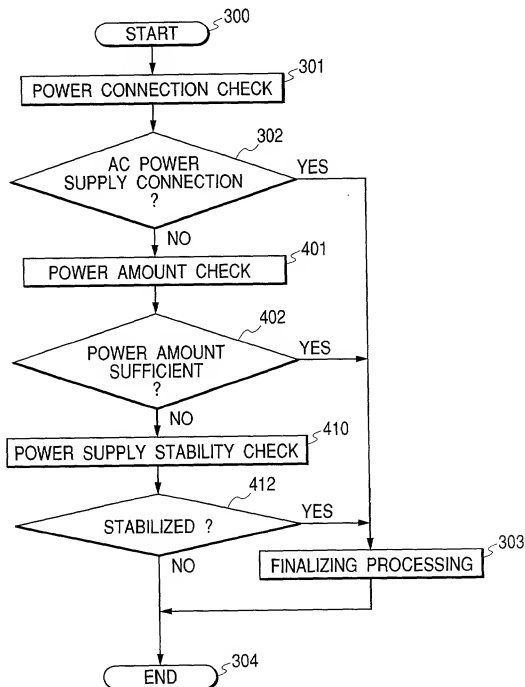 START
300
POWER CONNECTION CHECK
301
302
AC POWER
SUPPLY CONNECTION
?
YES
NO
POWER AMOUNT CHECK
401
402
POWER AMOUNT
SUFFICIENT
?
YES
NO
POWER SUPPLY STABILITY CHECK
410
412
STABILIZED ?
YES
NO
FINALIZING PROCESSING
303
END
304